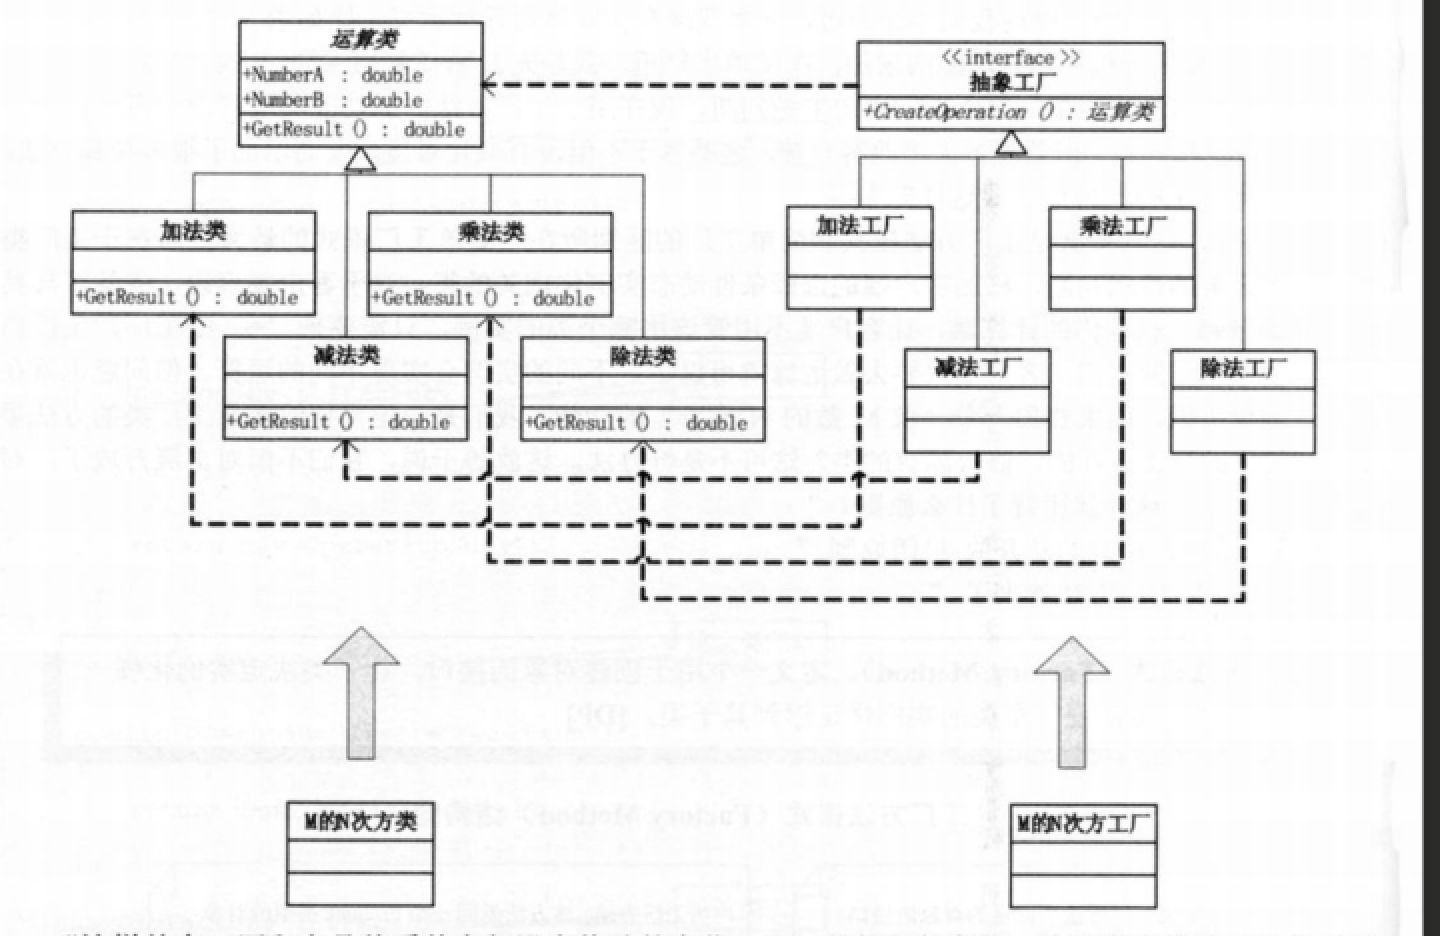 运算类
+NumberA : double
+NumberB : double
+GetResult () : double
<<interface >>
抽象工厂
+CreateOperation () : 运算类
加法类
+GetResult () : double
乘法类
+GetResult () : double
加法工厂
乘法工厂
减法类
+GetResult () : double
除法类
+GetResult () : double
减法工厂
除法工厂
M的N次方类
M的N次方工厂